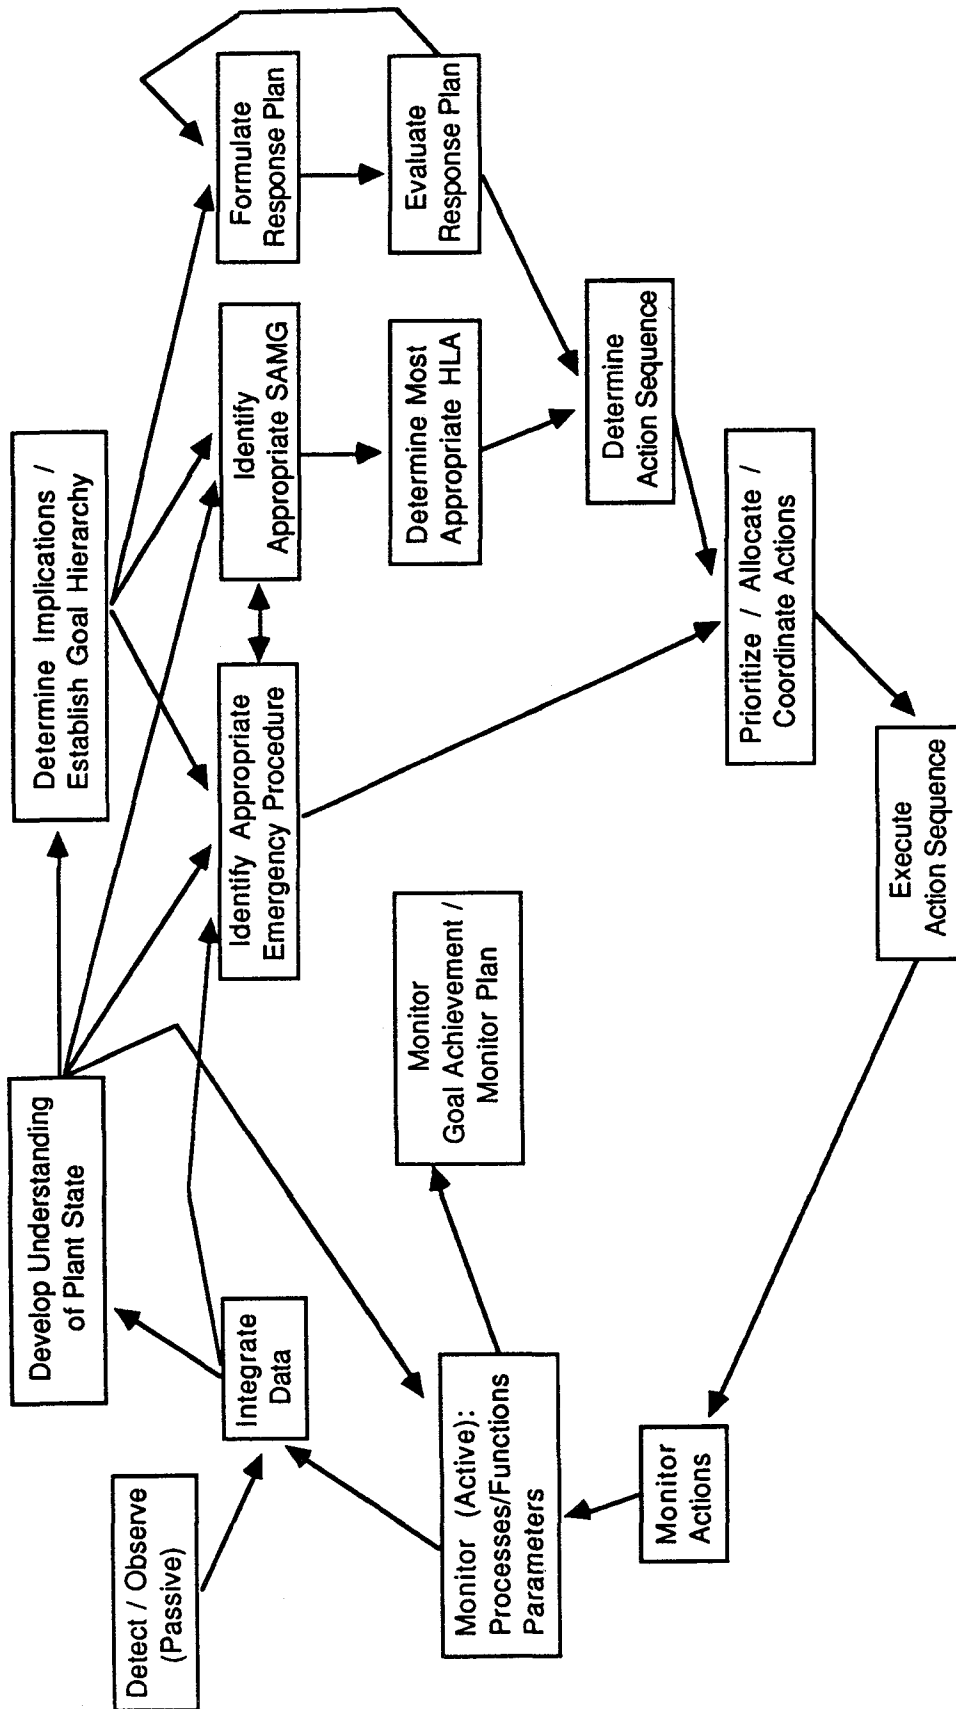 Detect / Observe
(Passive)
Integrate
Data
Develop Understanding
of Plant State
Determine Implications /
Establish Goal Hierarchy
Identify Appropriate
Emergency Procedure
Identify
Appropriate SAMG
Formulate
Response Plan
Determine Most
Appropriate HLA
Evaluate
Response Plan
Determine
Action Sequence
Prioritize / Allocate /
Coordinate Actions
Execute
Action Sequence
Monitor
Actions
Monitor (Active):
Processes/Functions
Parameters
Monitor
Goal Achievement /
Monitor Plan